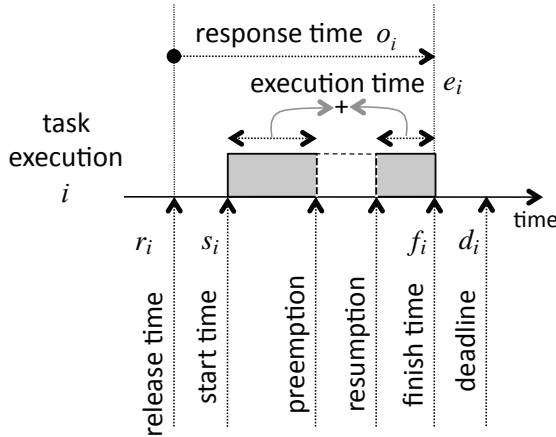 response time o_i
execution time e_i
+
task
execution
i
time
r_i s_i f_i d_i
release time
start time
preemption
resumption
finish time
deadline